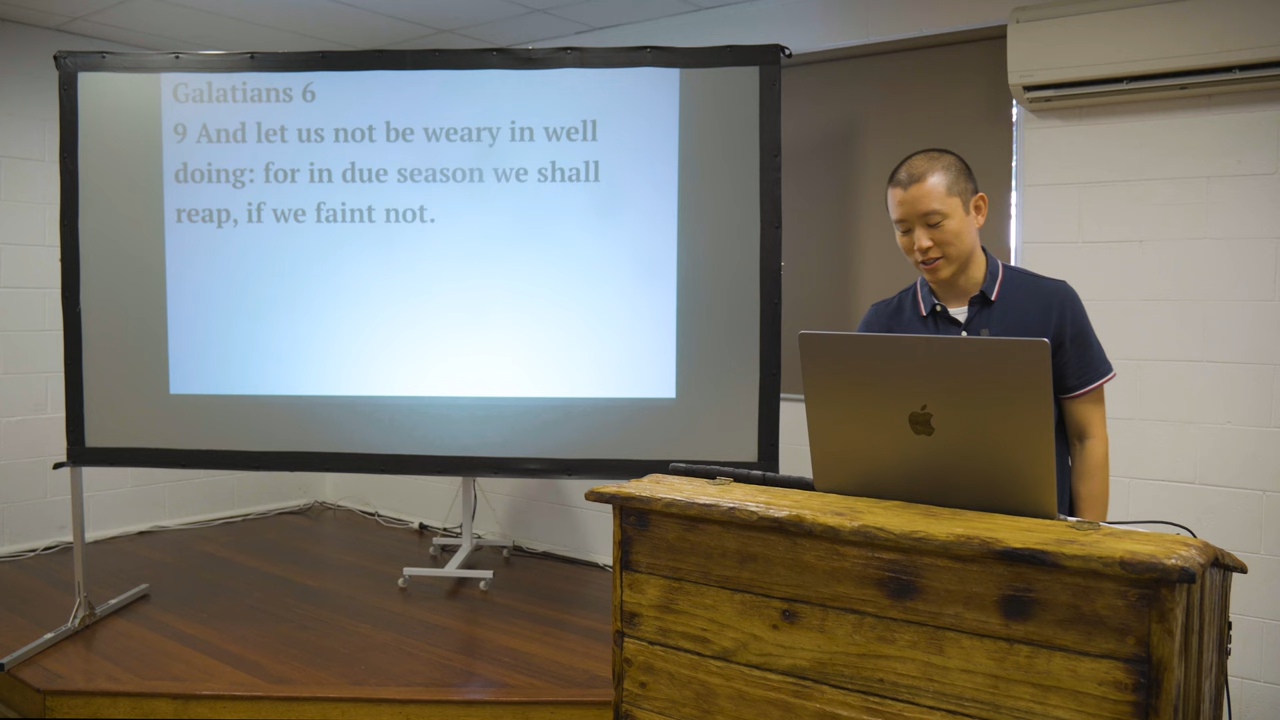 Galatians 6
9 And let us not be weary in well
doing: for in due season we shall
reap, if we faint not.